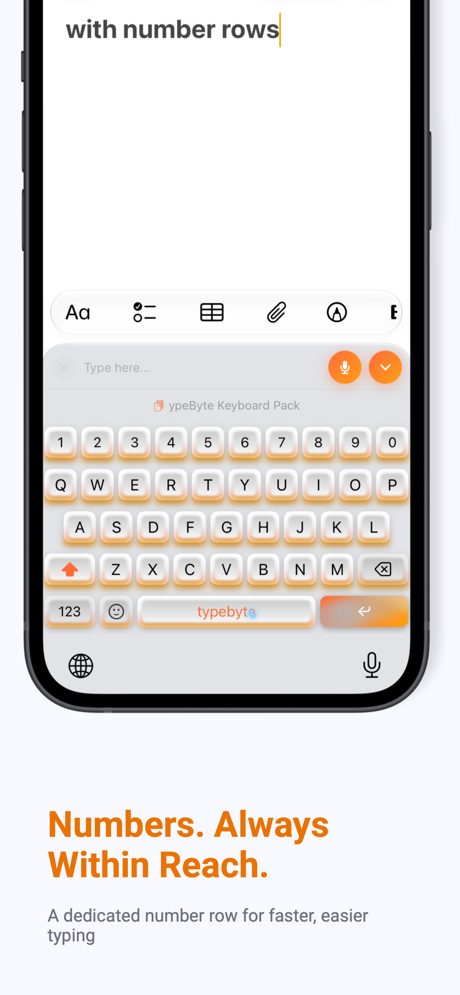 with number rows
Aa
Type here...
ypeByte Keyboard Pack
1 2 3 4 5 6 7 8 9 0
Q W E R T Y U I O P
A S D F G H J K L
Z X C V B N M
123 typebyte
Numbers. Always
Within Reach.
A dedicated number row for faster, easier
typing